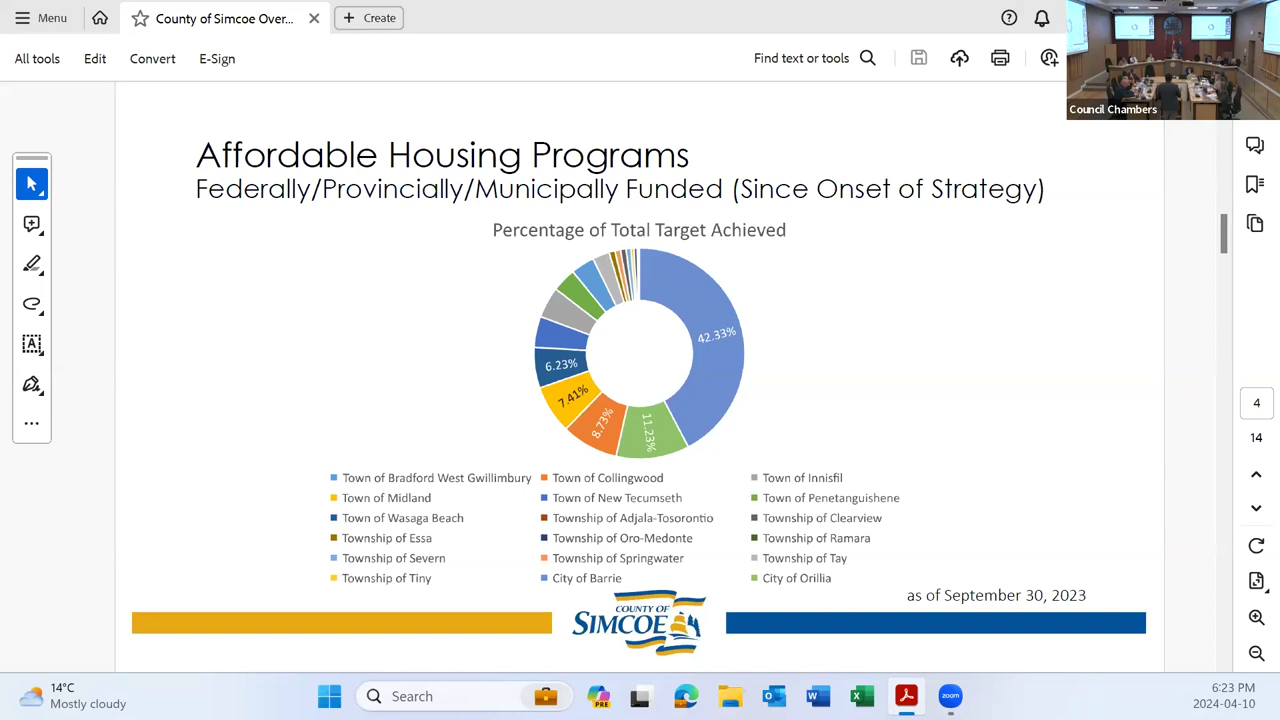 Menu
County of Simcoe Over...
Create
All tools
Edit
Convert
E-Sign
Find text or tools
Council Chambers
Affordable Housing Programs
Federally/Provincially/Municipally Funded (Since Onset of Strategy)
Percentage of Total Target Achieved
42.33%
6.23%
7.41%
8.73%
11.23%
Town of Bradford West Gwillimbury Town of Collingwood Town of Innisfil
Town of Midland Town of New Tecumseth Town of Penetanguishene
Town of Wasaga Beach Township of Adjala-Tosorontio Township of Clearview
Township of Essa Township of Oro-Medonte Township of Ramara
Township of Severn Township of Springwater Township of Tay
Township of Tiny City of Barrie City of Orillia
as of September 30, 2023
COUNTY OF
SIMCOE
4
14
14°C
Mostly cloudy
Search
PRE
zoom
6:23 PM
2024-04-10